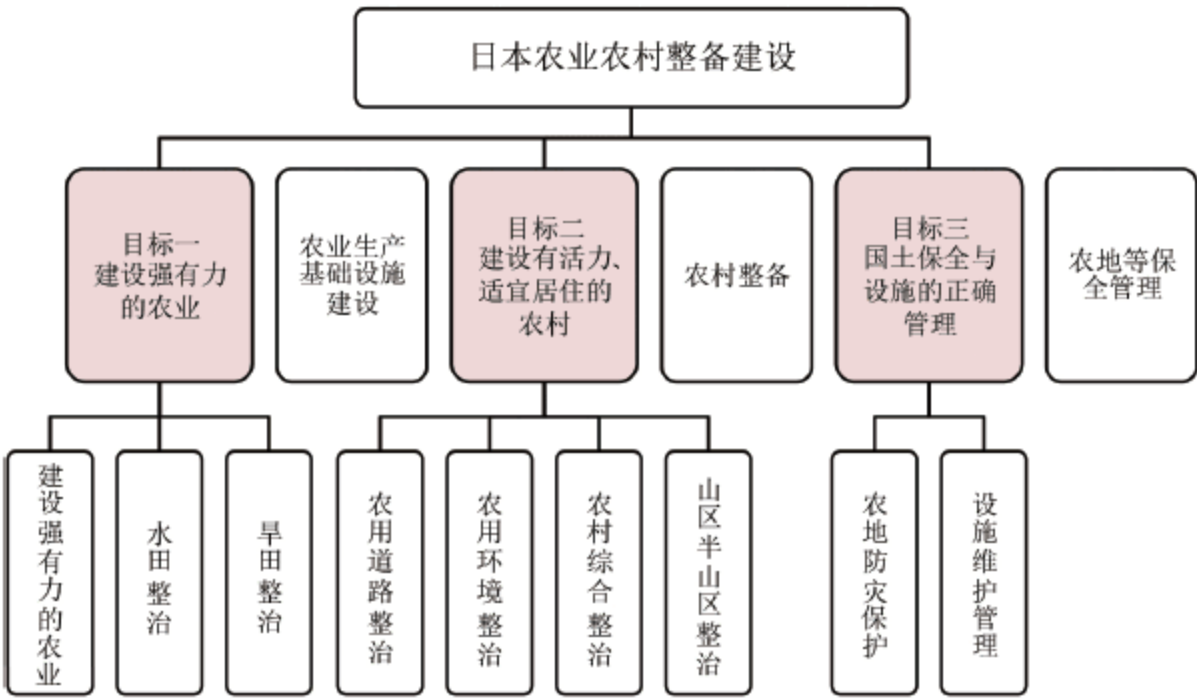 日本农业农村整备建设
目标一
建设强有力
的农业
农业生产
基础设施
建设
目标二
建设有活力、
适宜居住的
农村
农村整备
目标三
国土保全与
设施的正确
管理
农地等保
全管理
建设强有力的农业
水田整治
旱田整治
农用道路整治
农用环境整治
农村综合整治
山区半山区整治
农地防灾保护
设施维护管理